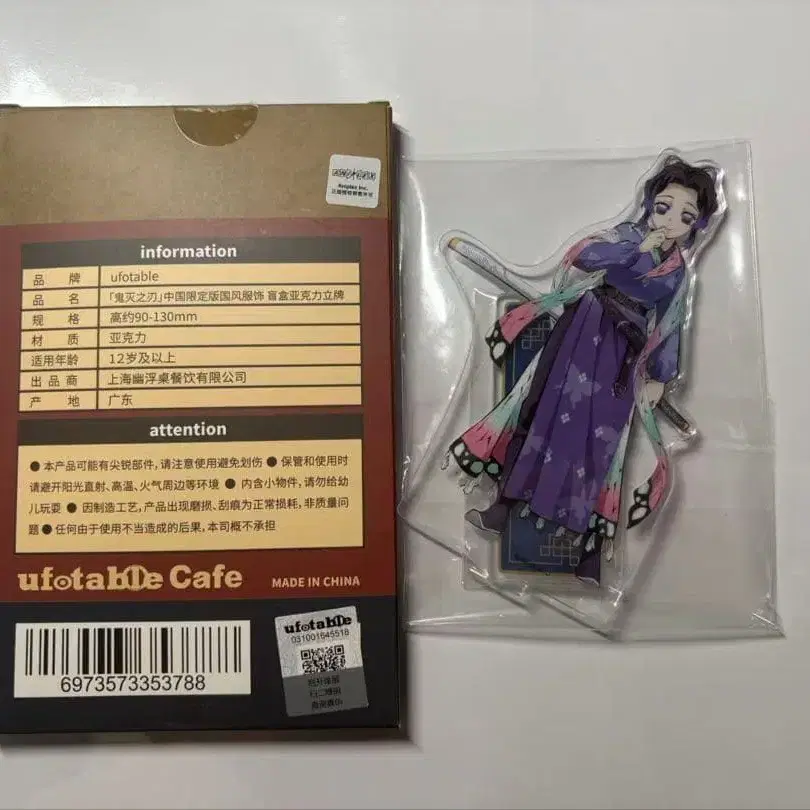 Aniplex Inc.
information
品 牌 ufotable
品 名 「鬼灭之刃」中国限定版国风服饰 盲盒亚克力立牌
规 格 高约90-130mm
材 质 亚克力
适用年龄 12岁及以上
出 品 商 上海幽浮桌餐饮有限公司
产 地 广东
attention
● 本产品可能有尖锐部件,请注意使用避免划伤 ● 保管和使用时
请避开阳光直射、高温、火气周边等环境 ● 内含小物件,请勿给幼
儿玩耍 ● 因制造工艺,产品出现磨损、刮痕为正常损耗,非质量问
题 ● 任何由于使用不当造成的后果,本司概不承担
ufotable Cafe MADE IN CHINA
ufotable
031001645518
6973573353788